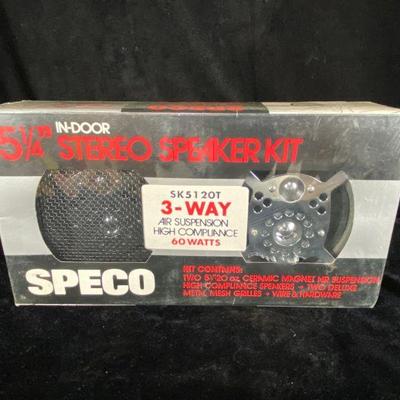 SPECO
5¼" IN-DOOR
STEREO SPEAKER KIT
SK5120T
3-WAY
AIR SUSPENSION
HIGH COMPLIANCE
60 WATTS
SPECO
KIT CONTAINS:
TWO 5¼" 20 oz. CERAMIC MAGNET AIR SUSPENSION
HIGH COMPLIANCE SPEAKERS • TWO DELUXE
METAL MESH GRILLES • WIRE & HARDWARE